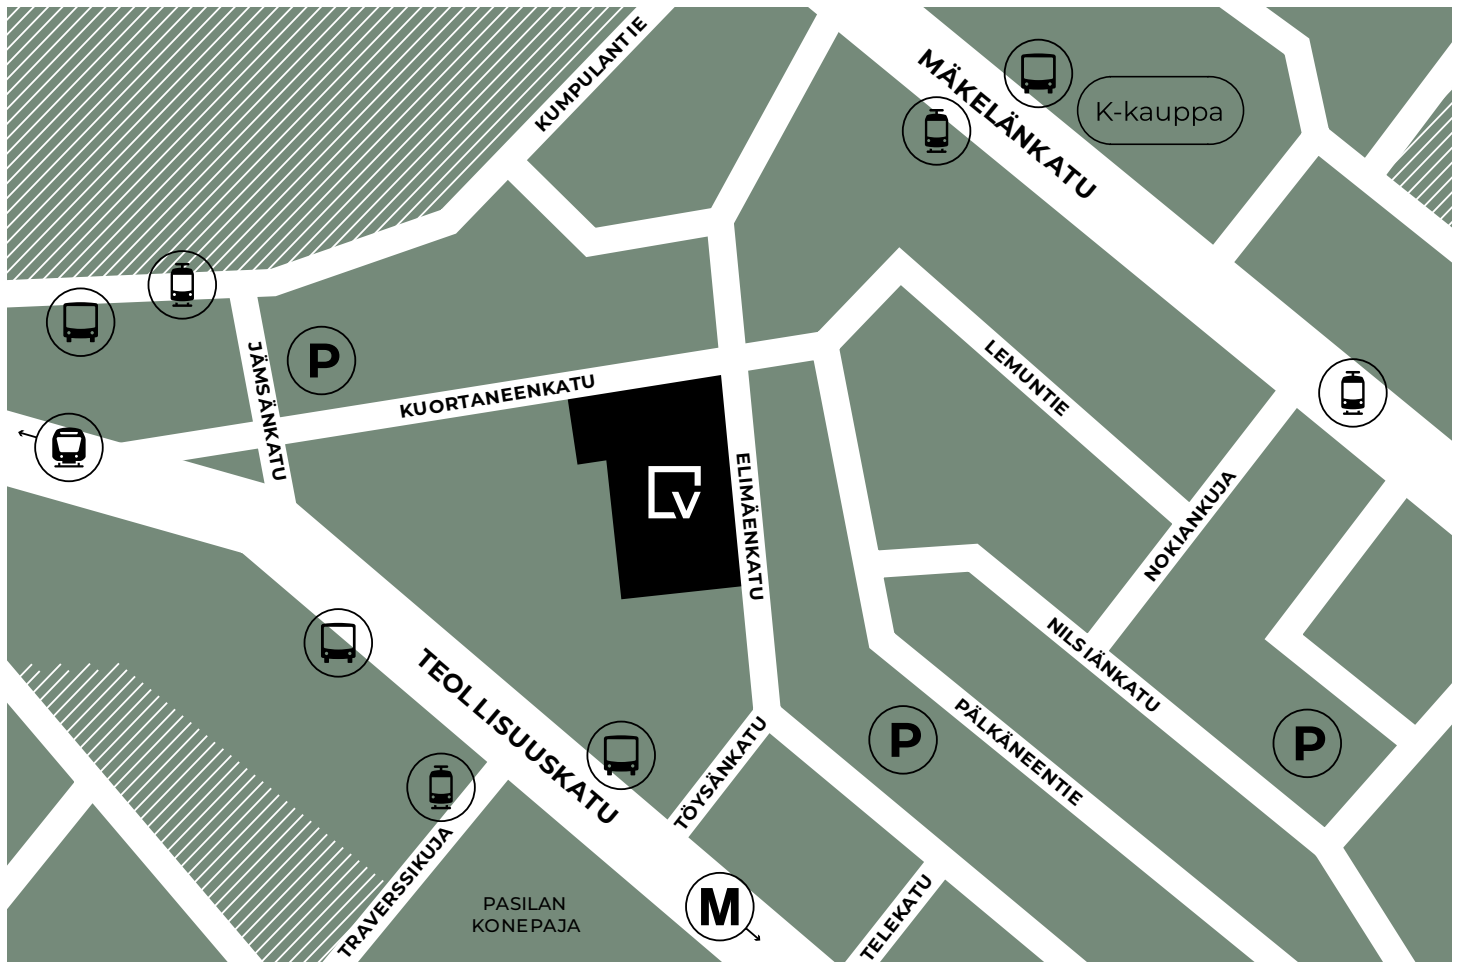 KUMPULANTIE
MÄKELÄNKATU
K-kauppa
JÄMSÄNKATU
P
KUORTANEENKATU
LEMUNTIE
V
ELIMÄENKATU
NOKIANKUJA
NILSIÄNKATU
TEOLLISUUSKATU
TÖYSÄNKATU
P
PÄLKÄNEENTIE
P
TRAVERSSIKUJA
PASILAN
KONEPAJA
M
TELEKATU